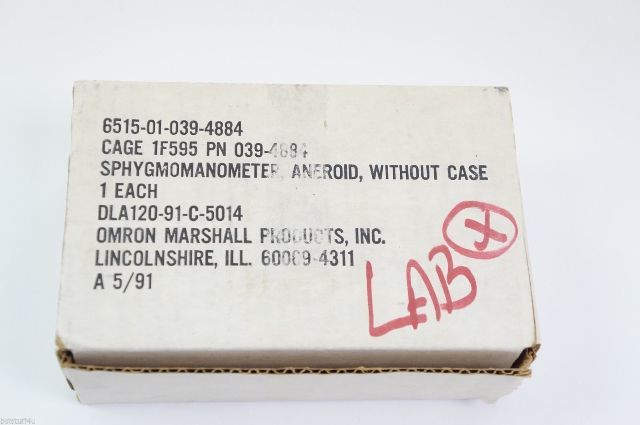 6515-01-039-4884
CAGE 1F595 PN 039-4884
SPHYGMOMANOMETER, ANEROID, WITHOUT CASE
1 EACH
DLA120-91-C-5014
OMRON MARSHALL PRODUCTS, INC.
LINCOLNSHIRE, ILL. 60069-4311
A 5/91
X
LAB
bststuff4u